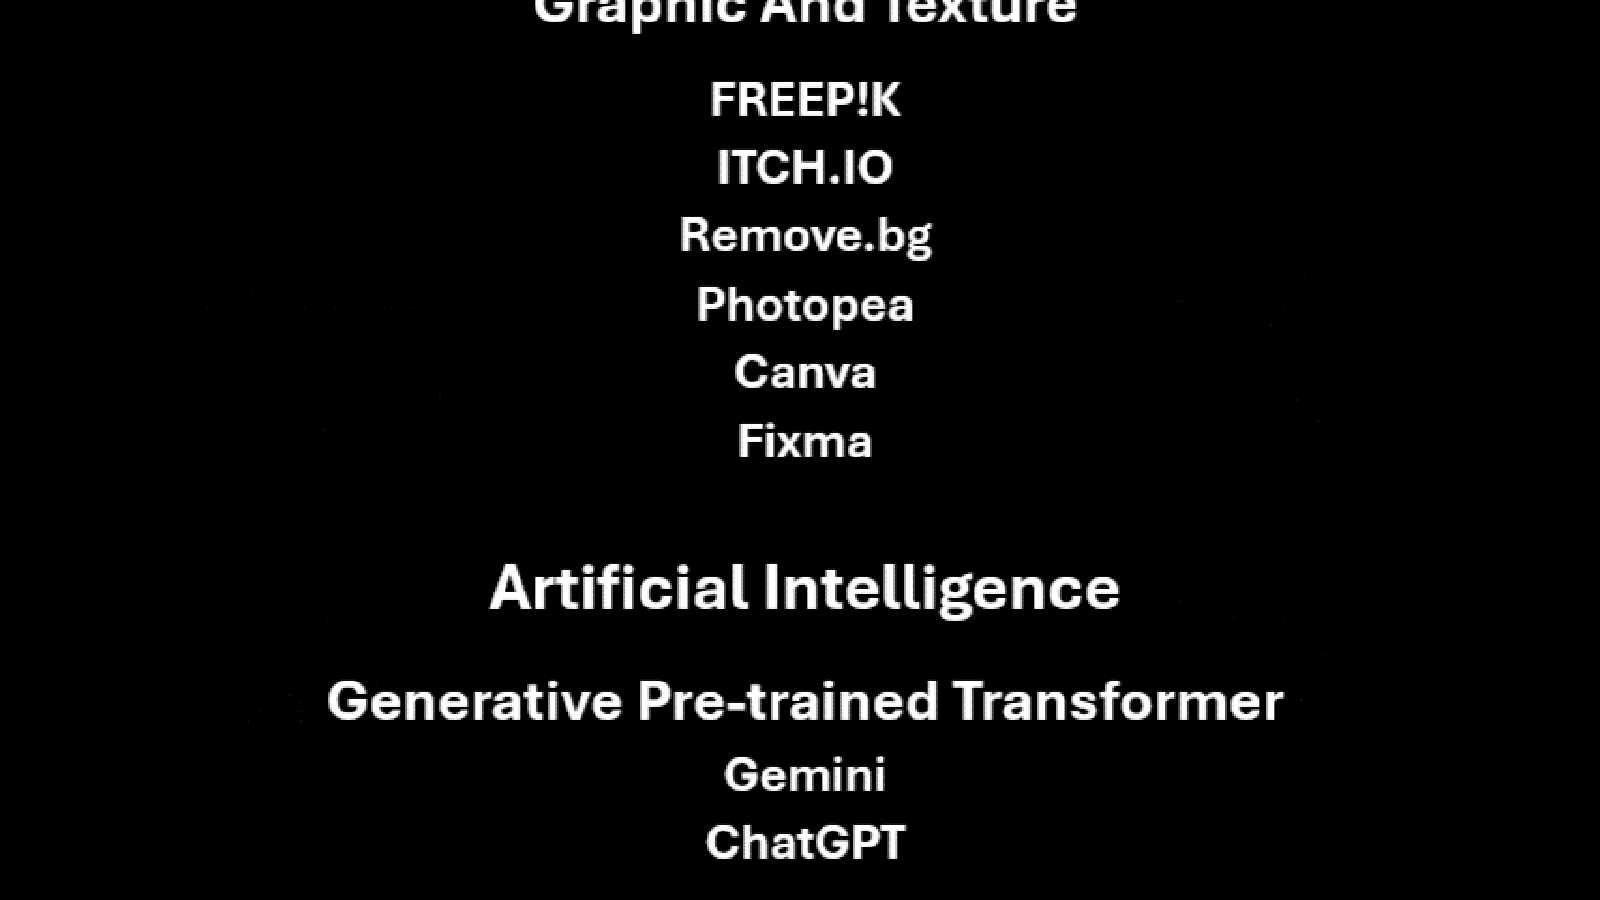 Graphic And Texture
FREEP!K
ITCH.IO
Remove.bg
Photopea
Canva
Fixma
Artificial Intelligence
Generative Pre-trained Transformer
Gemini
ChatGPT